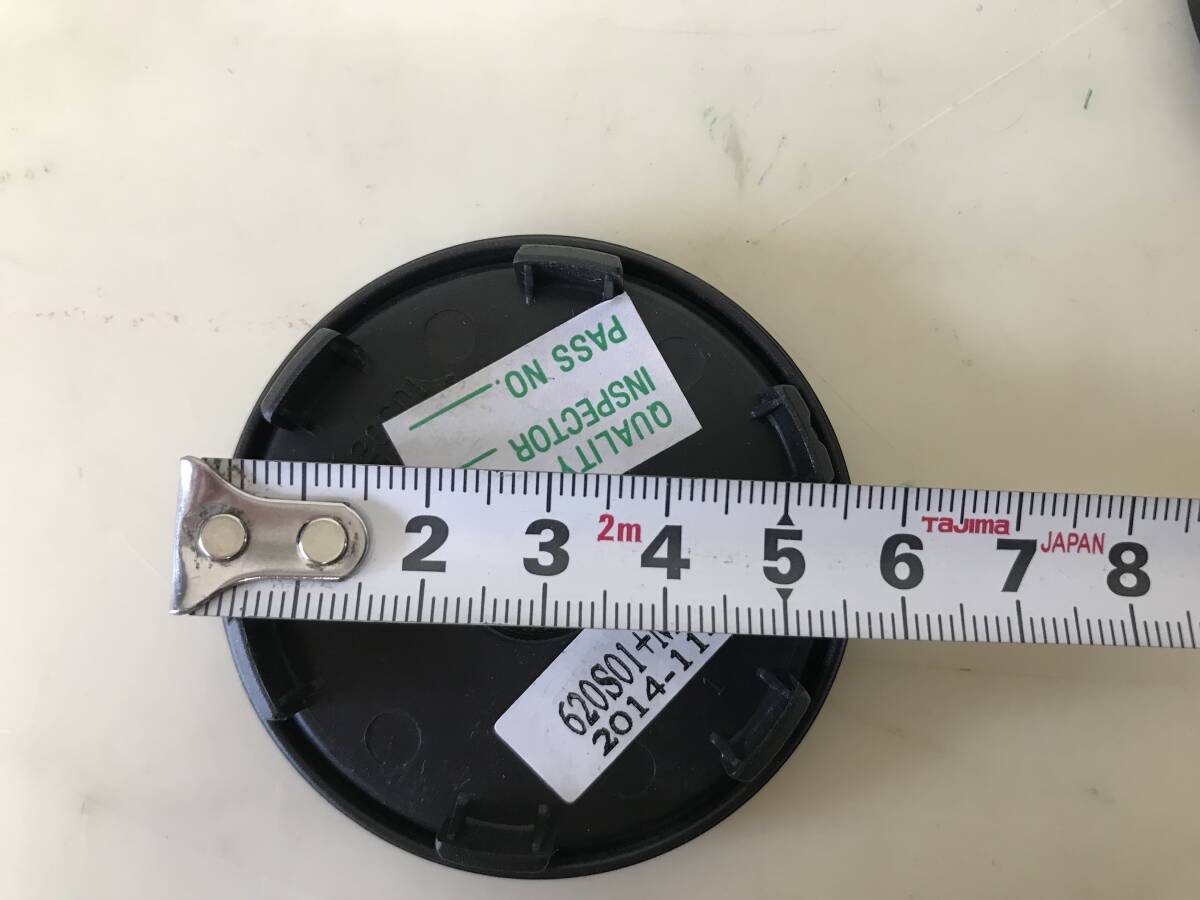 PASS NO.
INSPECTOR
QUALITY
2 3 2m 4 5 6 Tajima 7 JAPAN 8
620S01+
2014-11